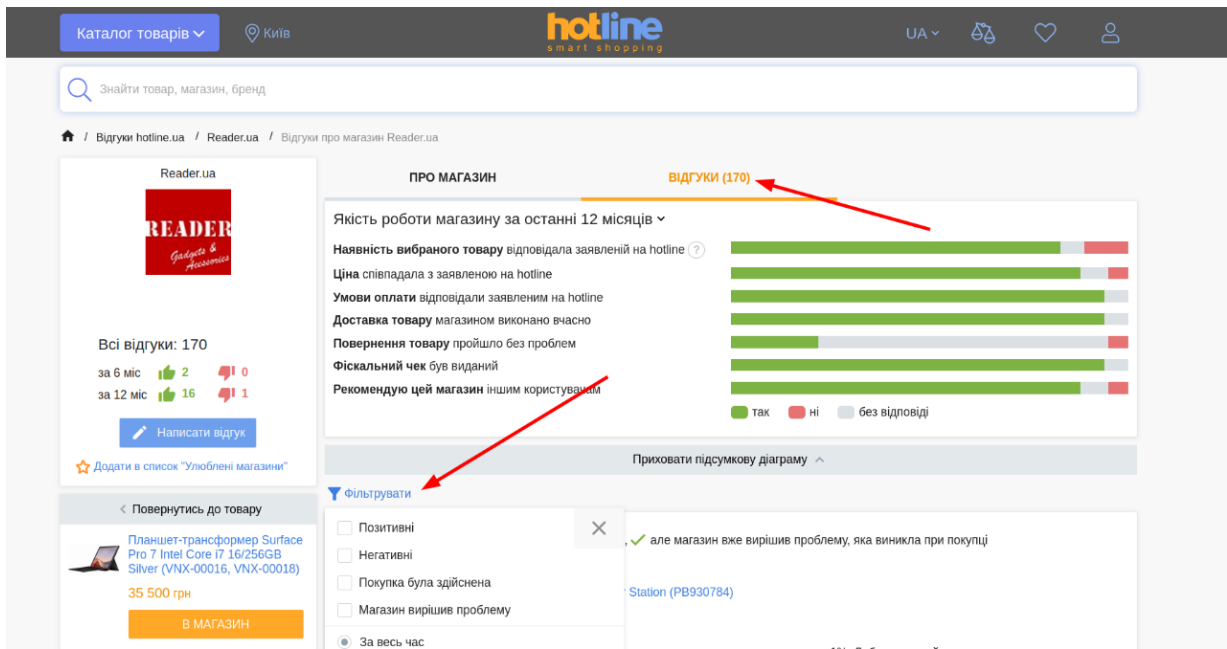 Каталог товарів
Київ
hotline
smart shopping
UA
Знайти товар, магазин, бренд
/ Відгуки hotline.ua / Reader.ua / Відгуки про магазин Reader.ua
Reader.ua
READER
Gadgets &
Accessories
Всі відгуки: 170
за 6 міс 2 0
за 12 міс 16 1
Написати відгук
Додати в список "Улюблені магазини"
Повернутись до товару
Планшет-трансформер Surface
Pro 7 Intel Core i7 16/256GB
Silver (VNX-00016, VNX-00018)
35 500 грн
В МАГАЗИН
ПРО МАГАЗИН
ВІДГУКИ (170)
Якість роботи магазину за останні 12 місяців
Наявність вибраного товару відповідала заявленій на hotline ?
Ціна співпадала з заявленою на hotline
Умови оплати відповідали заявленим на hotline
Доставка товару магазином виконано вчасно
Повернення товару пройшло без проблем
Фіскальний чек був виданий
Рекомендую цей магазин іншим користувачам
так ні без відповіді
Приховати підсумкову діаграму
Фільтрувати
Позитивні
Негативні
Покупка була здійснена
Магазин вирішив проблему
За весь час
, але магазин вже вирішив проблему, яка виникла при покупці
Station (PB930784)